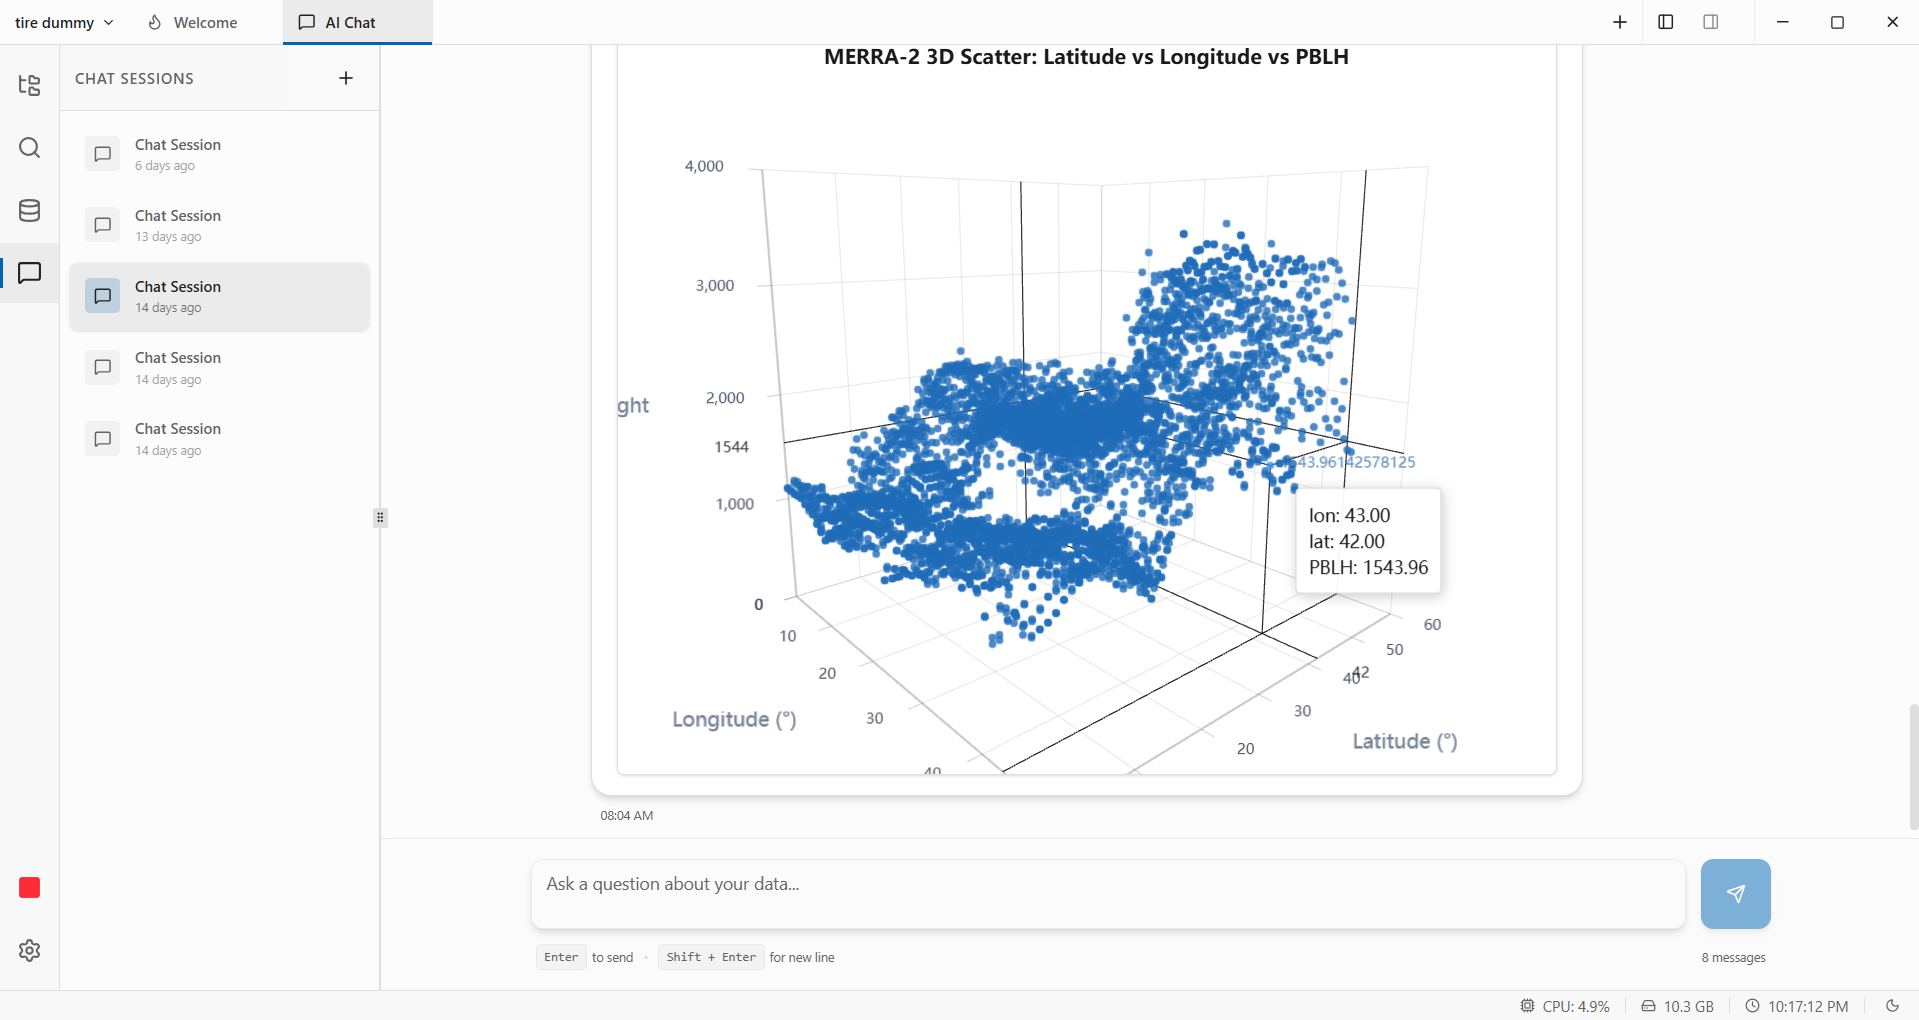 tire dummy
Welcome
AI Chat
CHAT SESSIONS
Chat Session
6 days ago
Chat Session
13 days ago
Chat Session
14 days ago
Chat Session
14 days ago
Chat Session
14 days ago
MERRA-2 3D Scatter: Latitude vs Longitude vs PBLH
4,000
3,000
2,000
1544
1,000
0
ght
10
20
30
40
Longitude (°)
20
30
40
42
50
60
Latitude (°)
543.96142578125
lon: 43.00
lat: 42.00
PBLH: 1543.96
08:04 AM
Ask a question about your data...
Enter to send • Shift + Enter for new line
8 messages
CPU: 4.9%
10.3 GB
10:17:12 PM